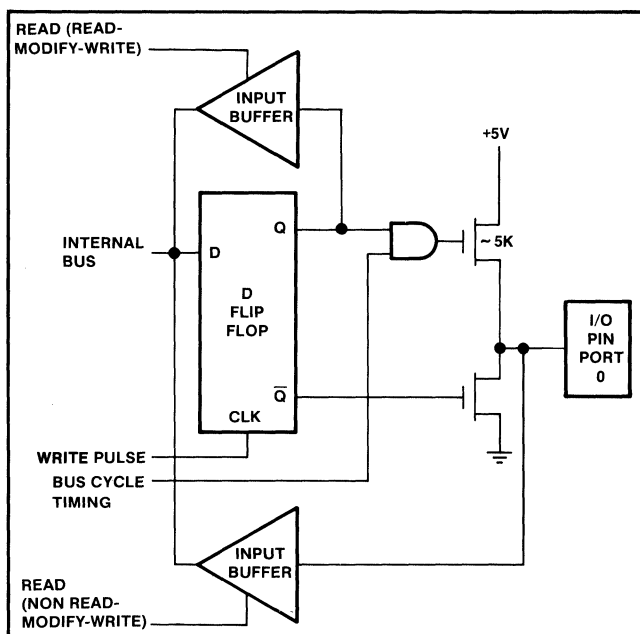 READ (READ-
MODIFY-WRITE)
INPUT
BUFFER
+5V
INTERNAL
BUS
D
Q
~ 5K
D
FLIP
FLOP
I/O
PIN
PORT
0
Q̅
CLK
WRITE PULSE
BUS CYCLE
TIMING
INPUT
BUFFER
READ
(NON READ-
MODIFY-WRITE)